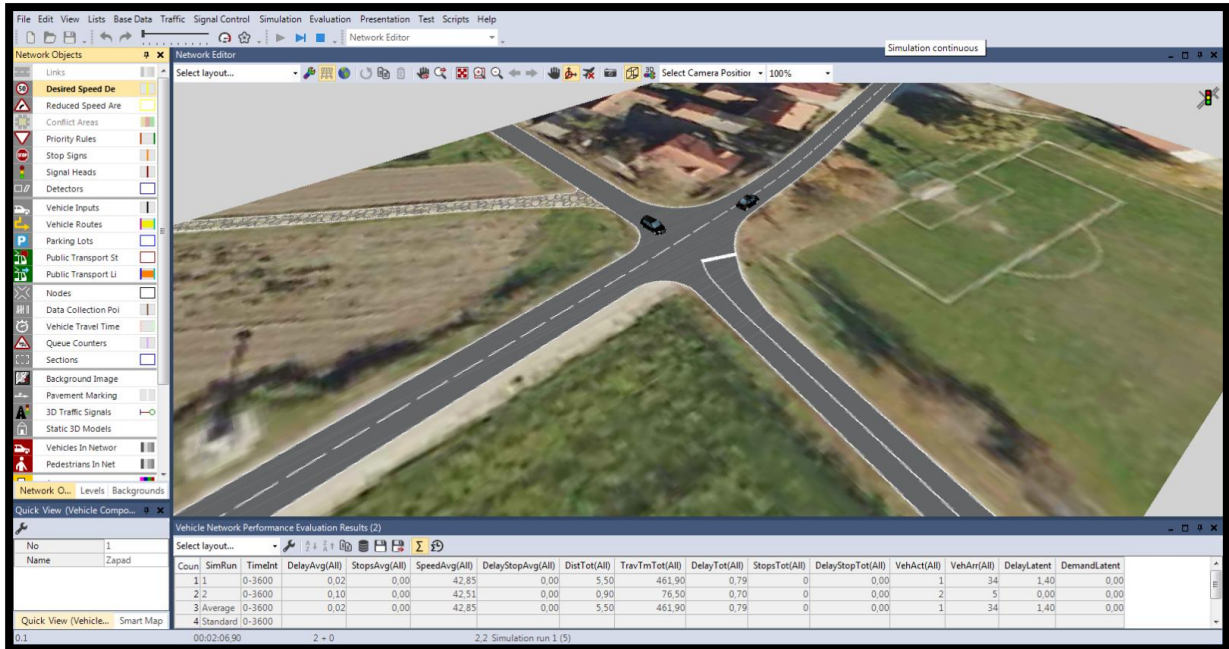 File Edit View Lists Base Data Traffic Signal Control Simulation Evaluation Presentation Test Scripts Help
Network Editor
Simulation continuous
Network Objects
Network Editor
Select layout...
Select Camera Position
100%
Links
50
Desired Speed De
Reduced Speed Are
Conflict Areas
Priority Rules
STOP
Stop Signs
Signal Heads
Detectors
Vehicle Inputs
Vehicle Routes
P
Parking Lots
Public Transport St
Public Transport Li
Nodes
Data Collection Poi
Vehicle Travel Time
Queue Counters
Sections
Background Image
Pavement Marking
3D Traffic Signals
Static 3D Models
Vehicles In Networ
Pedestrians In Net
Network O... Levels Backgrounds
Quick View (Vehicle Compo...
No 1
Name Zapad
Quick View (Vehicle... Smart Map
Vehicle Network Performance Evaluation Results (2)
Select layout...
Coun SimRun TimeInt DelayAvg(All) StopsAvg(All) SpeedAvg(All) DelayStopAvg(All) DistTot(All) TravTmTot(All) DelayTot(All) StopsTot(All) DelayStopTot(All) VehAct(All) VehArr(All) DelayLatent DemandLatent
1 1 0-3600 0,02 0,00 42,85 0,00 5,50 461,90 0,79 0 0,00 1 34 1,40 0,00
2 2 0-3600 0,10 0,00 42,51 0,00 0,90 76,50 0,70 0 0,00 2 5 0,00 0,00
3 Average 0-3600 0,02 0,00 42,85 0,00 5,50 461,90 0,79 0 0,00 1 34 1,40 0,00
4 Standard 0-3600
0.1 00:02:06,90 2 + 0 2,2 Simulation run 1 (5)